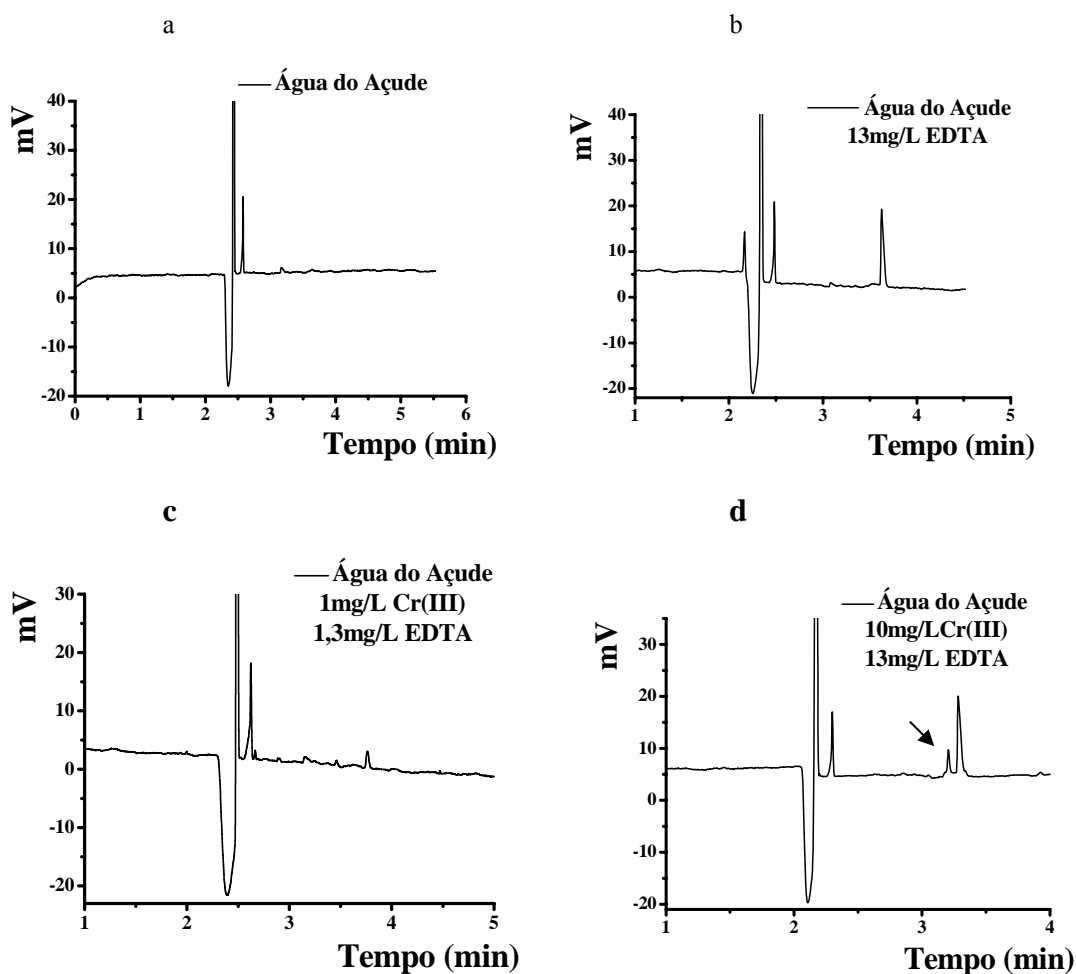 a
Água do Açude
mV
40
30
20
10
0
-10
-20
0 1 2 3 4 5 6
Tempo (min)
b
Água do Açude
13mg/L EDTA
mV
40
30
20
10
0
-10
-20
1 2 3 4 5
Tempo (min)
c
Água do Açude
1mg/L Cr(III)
1,3mg/L EDTA
mV
30
20
10
0
-10
-20
1 2 3 4 5
Tempo (min)
d
Água do Açude
10mg/LCr(III)
13mg/L EDTA
mV
30
20
10
0
-10
-20
1 2 3 4
Tempo (min)